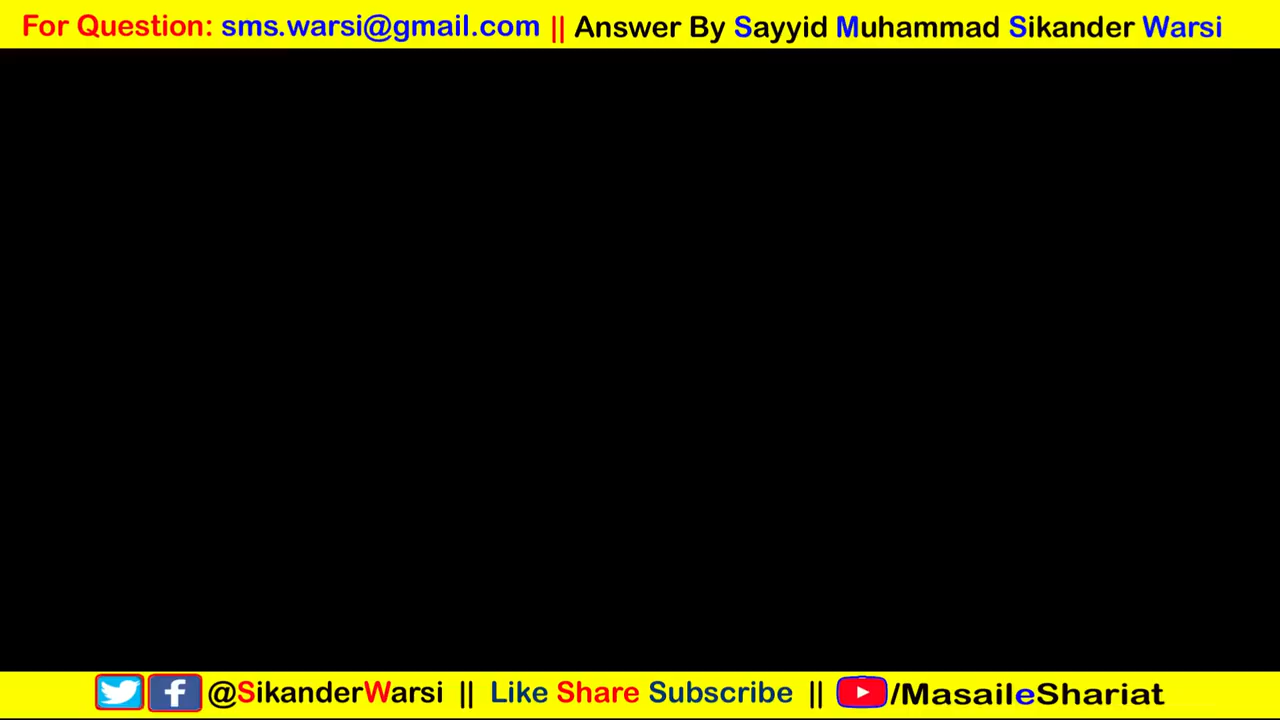 For Question: sms.warsi@gmail.com || Answer By Sayyid Muhammad Sikander Warsi
@SikanderWarsi || Like Share Subscribe || /MasaileShariat